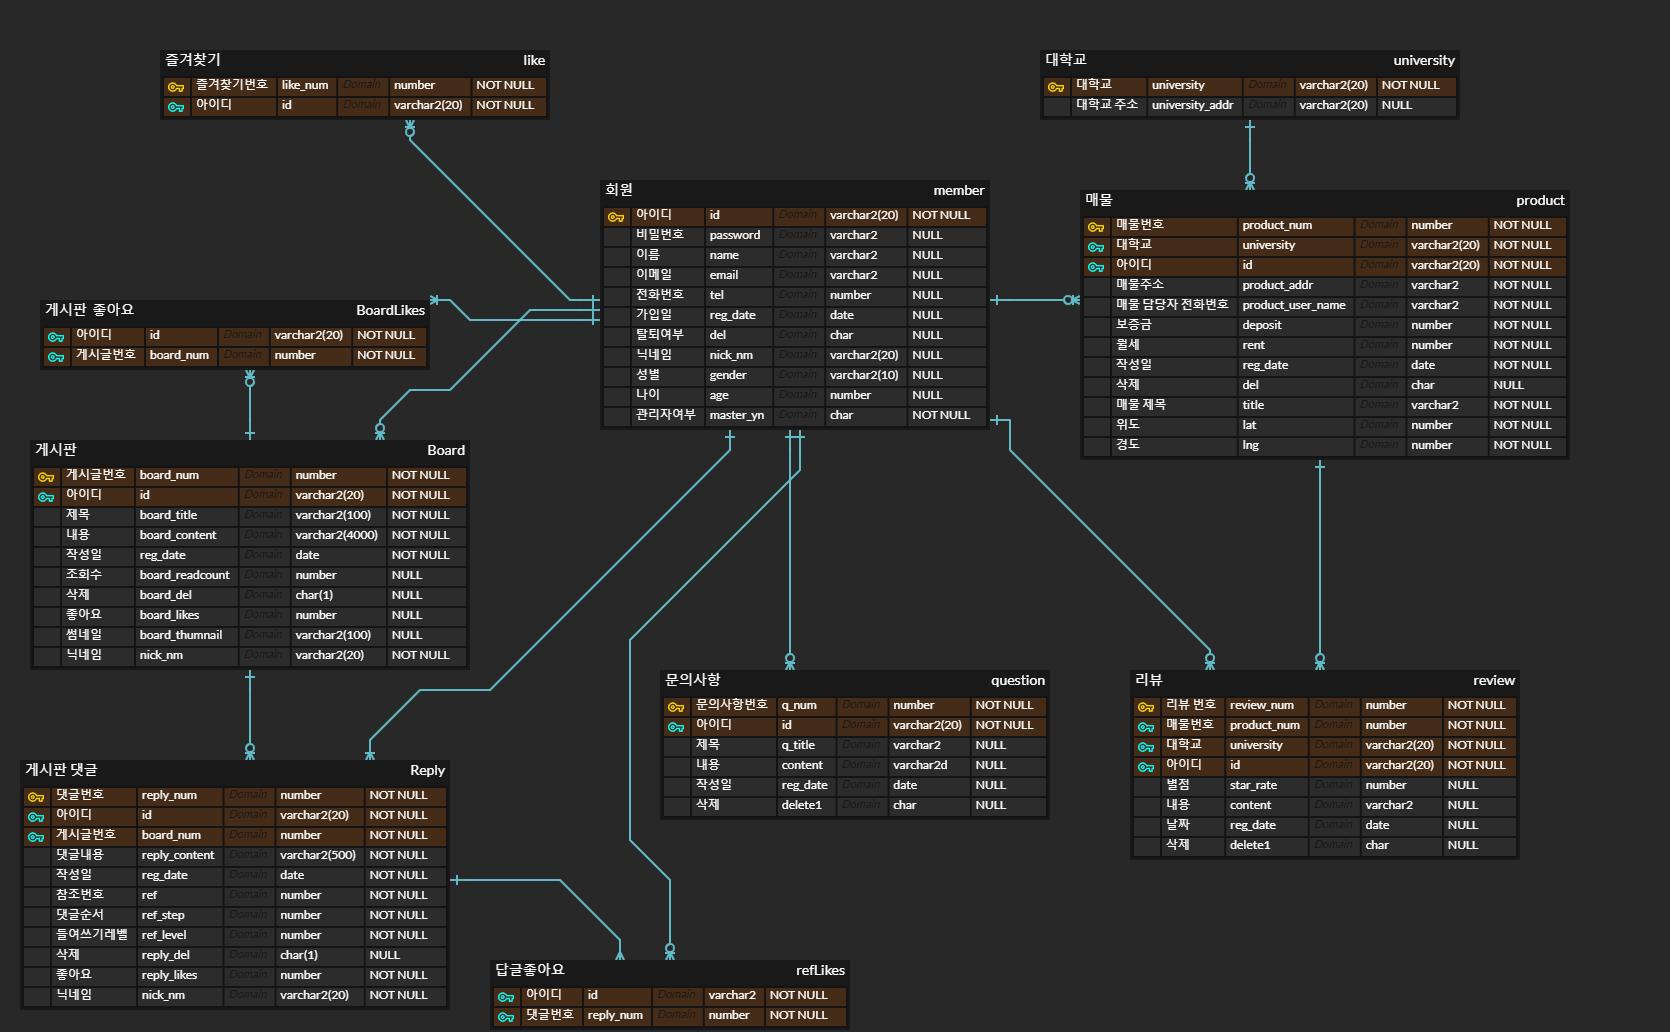 즐겨찾기 like
즐겨찾기번호 like_num Domain number NOT NULL
아이디 id Domain varchar2(20) NOT NULL
대학교 university
대학교 university Domain varchar2(20) NOT NULL
대학교 주소 university_addr Domain varchar2(20) NULL
회원 member
아이디 id Domain varchar2(20) NOT NULL
비밀번호 password Domain varchar2 NULL
이름 name Domain varchar2 NULL
이메일 email Domain varchar2 NULL
전화번호 tel Domain number NULL
가입일 reg_date Domain date NULL
탈퇴여부 del Domain char NULL
닉네임 nick_nm Domain varchar2(20) NULL
성별 gender Domain varchar2(10) NULL
나이 age Domain number NULL
관리자여부 master_yn Domain char NOT NULL
매물 product
매물번호 product_num Domain number NOT NULL
대학교 university Domain varchar2(20) NOT NULL
아이디 id Domain varchar2(20) NOT NULL
매물주소 product_addr Domain varchar2 NOT NULL
매물 담당자 전화번호 product_user_name Domain varchar2 NOT NULL
보증금 deposit Domain number NOT NULL
월세 rent Domain number NOT NULL
작성일 reg_date Domain date NOT NULL
삭제 del Domain char NULL
매물 제목 title Domain varchar2 NOT NULL
위도 lat Domain number NOT NULL
경도 lng Domain number NOT NULL
게시판 좋아요 BoardLikes
아이디 id Domain varchar2(20) NOT NULL
게시글번호 board_num Domain number NOT NULL
게시판 Board
게시글번호 board_num Domain number NOT NULL
아이디 id Domain varchar2(20) NOT NULL
제목 board_title Domain varchar2(100) NOT NULL
내용 board_content Domain varchar2(4000) NOT NULL
작성일 reg_date Domain date NOT NULL
조회수 board_readcount Domain number NULL
삭제 board_del Domain char(1) NULL
좋아요 board_likes Domain number NULL
썸네일 board_thumnail Domain varchar2(100) NULL
닉네임 nick_nm Domain varchar2(20) NOT NULL
문의사항 question
문의사항번호 q_num Domain number NOT NULL
아이디 id Domain varchar2(20) NOT NULL
제목 q_title Domain varchar2 NULL
내용 content Domain varchar2d NULL
작성일 reg_date Domain date NULL
삭제 delete1 Domain char NULL
리뷰 review
리뷰 번호 review_num Domain number NOT NULL
매물번호 product_num Domain number NOT NULL
대학교 university Domain varchar2(20) NOT NULL
아이디 id Domain varchar2(20) NOT NULL
별점 star_rate Domain number NULL
내용 content Domain varchar2 NULL
날짜 reg_date Domain date NULL
삭제 delete1 Domain char NULL
게시판 댓글 Reply
댓글번호 reply_num Domain number NOT NULL
아이디 id Domain varchar2(20) NOT NULL
게시글번호 board_num Domain number NOT NULL
댓글내용 reply_content Domain varchar2(500) NOT NULL
작성일 reg_date Domain date NOT NULL
참조번호 ref Domain number NOT NULL
댓글순서 ref_step Domain number NOT NULL
들여쓰기레벨 ref_level Domain number NOT NULL
삭제 reply_del Domain char(1) NULL
좋아요 reply_likes Domain number NOT NULL
닉네임 nick_nm Domain varchar2(20) NOT NULL
답글좋아요 refLikes
아이디 id Domain varchar2 NOT NULL
댓글번호 reply_num Domain number NOT NULL